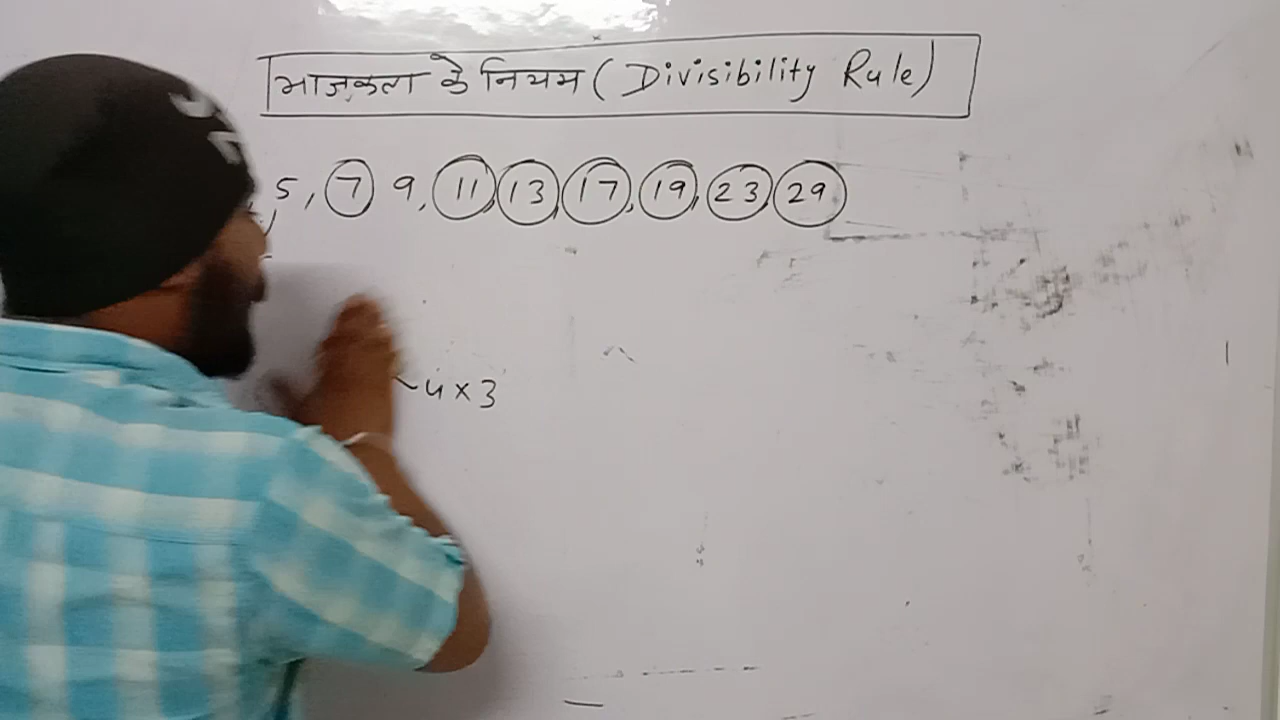 भाजकता के नियम ( Divisibility Rule)
5, 7 9, 11, 13, 17, 19, 23, 29
4 × 3